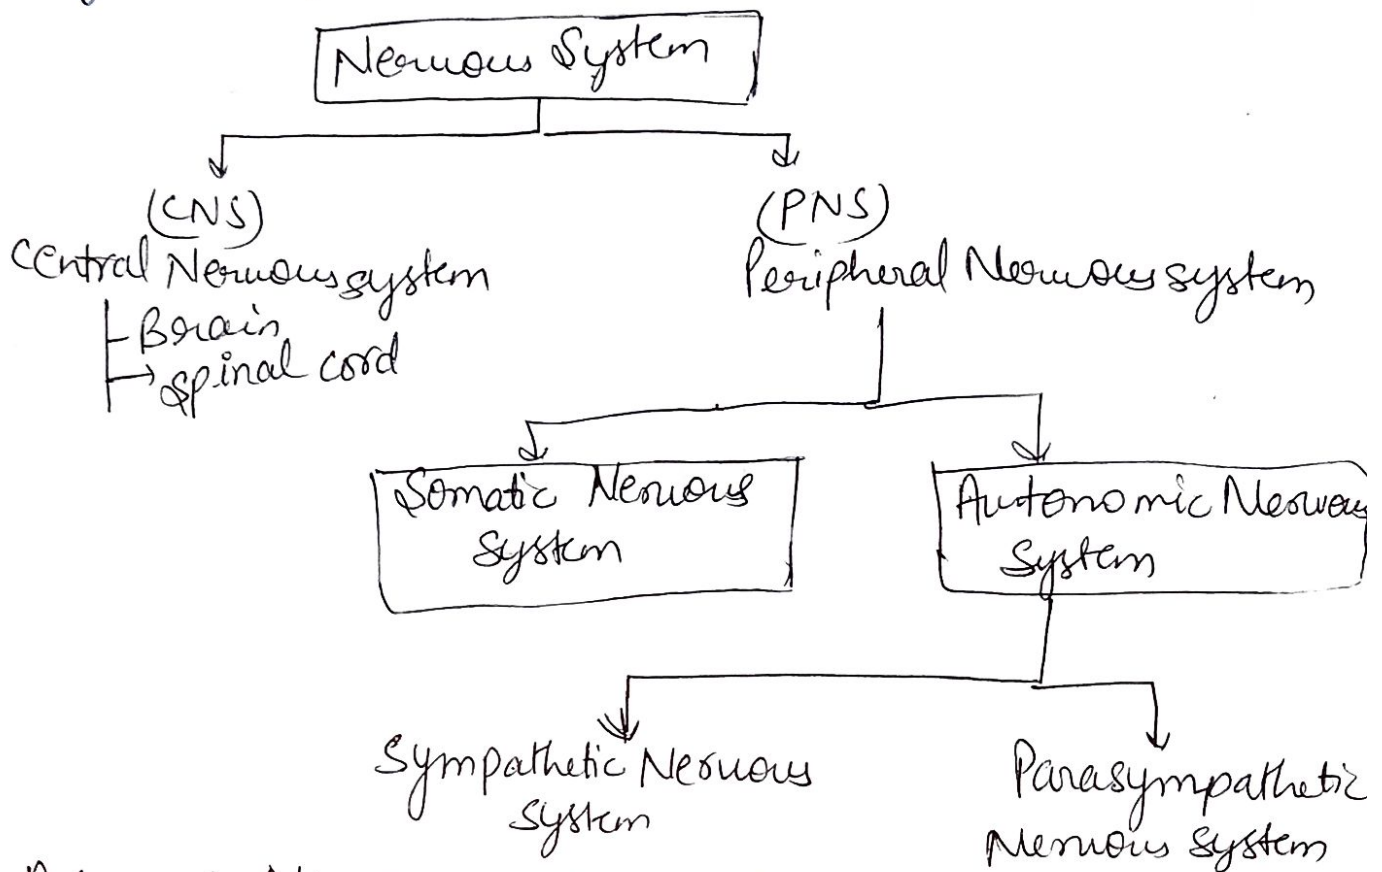 Nervous System
(CNS)
Central Nervous system
Brain
spinal cord
(PNS)
Peripheral Nervous system
Somatic Nervous
System
Autonomic Nervous
System
Sympathetic Nervous
system
Parasympathetic
Nervous system